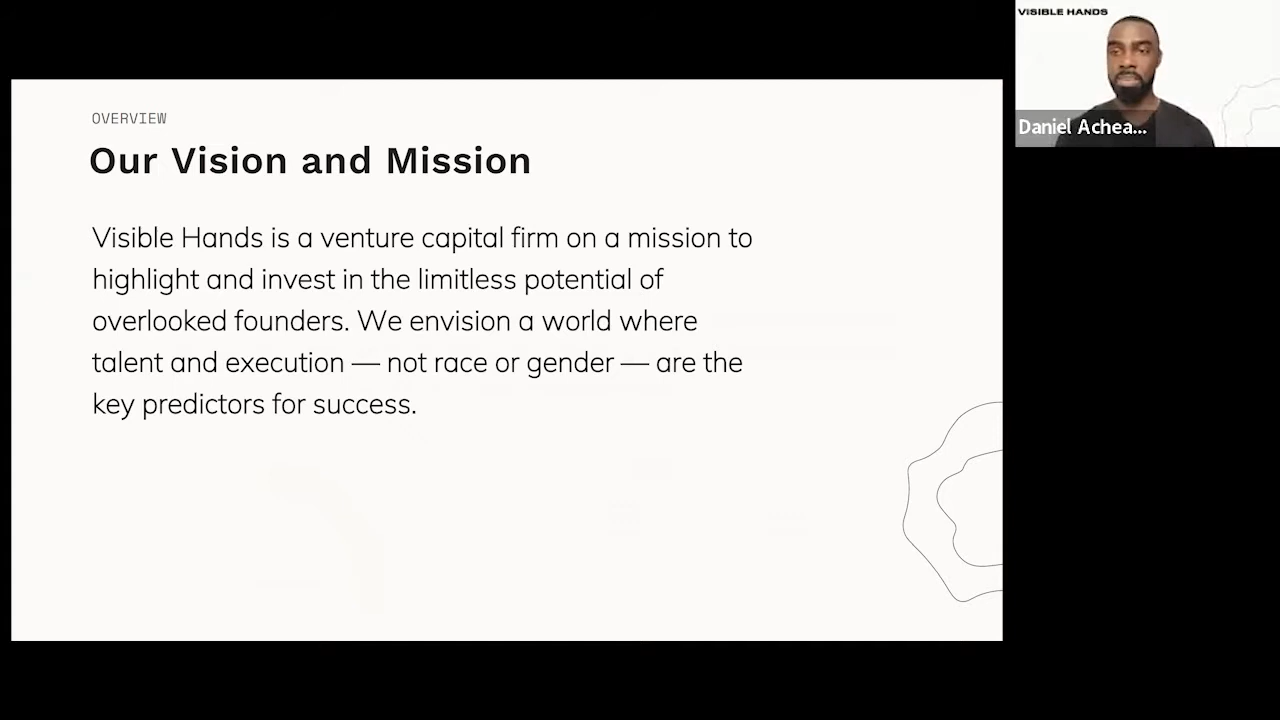 OVERVIEW
Our Vision and Mission
Visible Hands is a venture capital firm on a mission to
highlight and invest in the limitless potential of
overlooked founders. We envision a world where
talent and execution — not race or gender — are the
key predictors for success.
ViSIBLE HANDS
Daniel Achea...